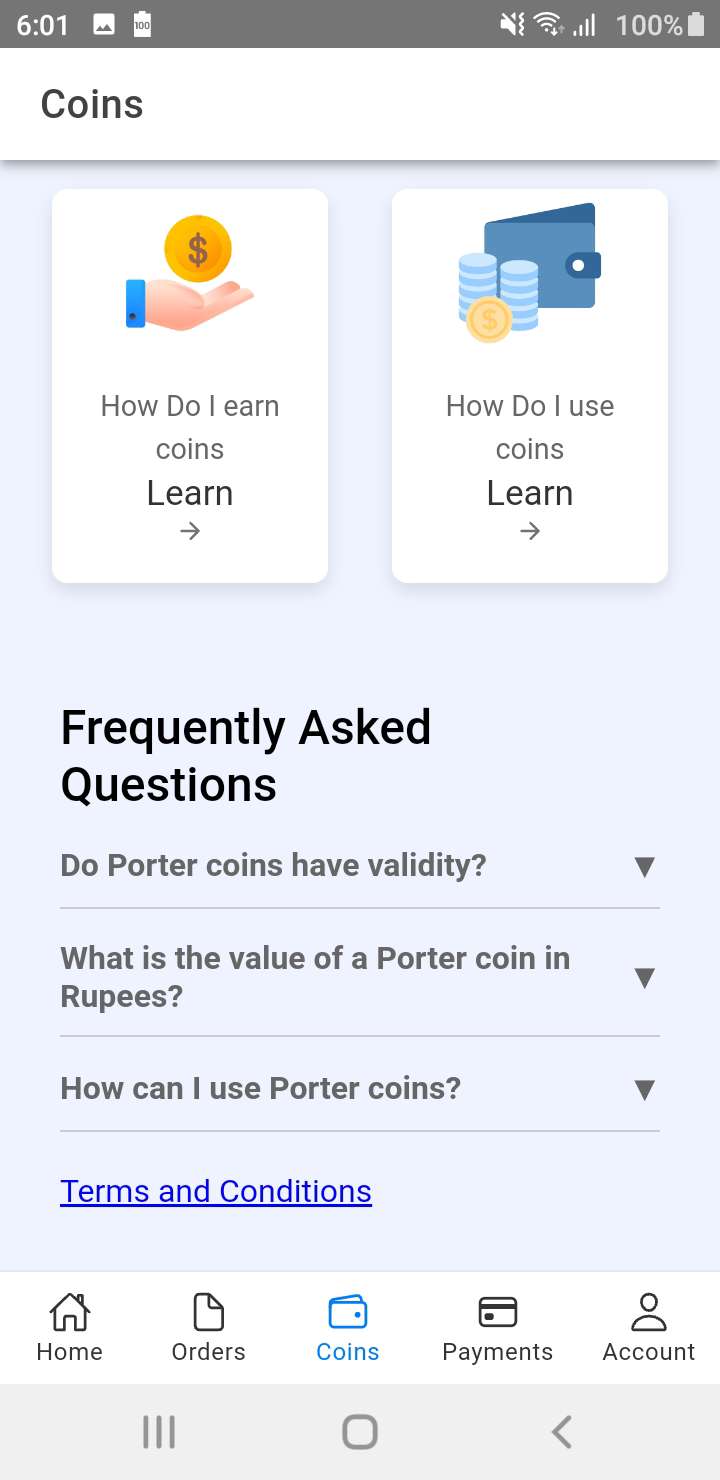 6:01
100
100%
Coins
$
$
How Do I earn
coins
Learn
How Do I use
coins
Learn
Frequently Asked
Questions
Do Porter coins have validity?
What is the value of a Porter coin in
Rupees?
How can I use Porter coins?
Terms and Conditions
Home
Orders
Coins
Payments
Account